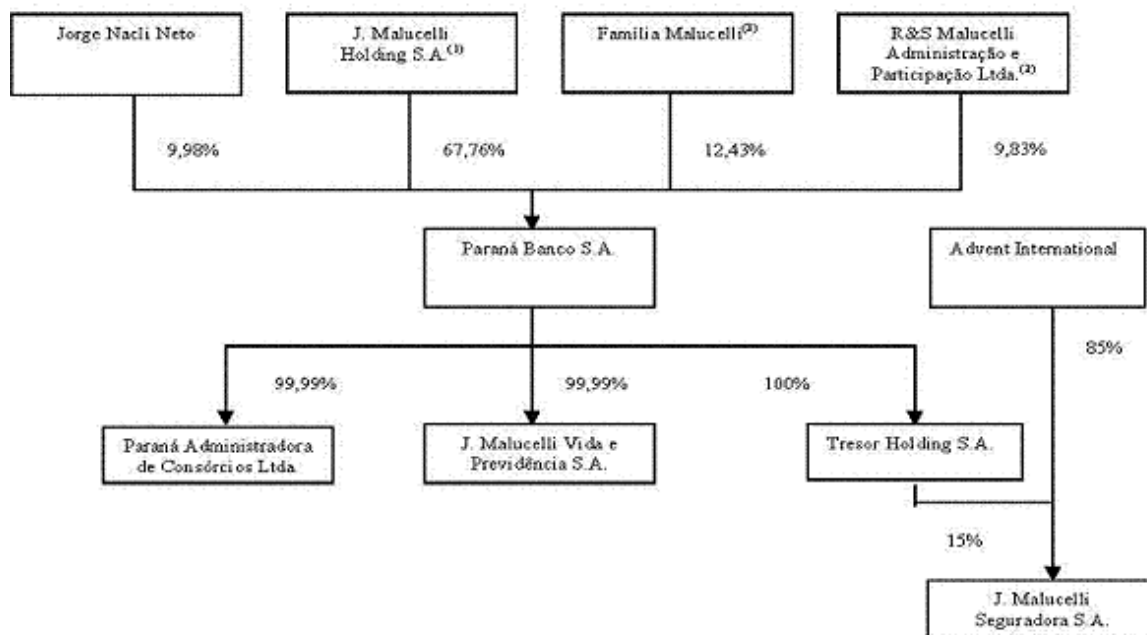 Jorge Nacli Neto
J. Malucelli
Holding S.A.(1)
Família Malucelli(2)
R&S Malucelli
Administração e
Participação Ltda.(2)
9,98%
67,76%
12,43%
9,83%
Paraná Banco S.A.
Advent International
85%
99,99%
99,99%
100%
Paraná Administradora
de Consórcios Ltda
J. Malucelli Vida e
Previdência S.A.
Tresor Holding S.A.
15%
J. Malucelli
Seguradora S.A.